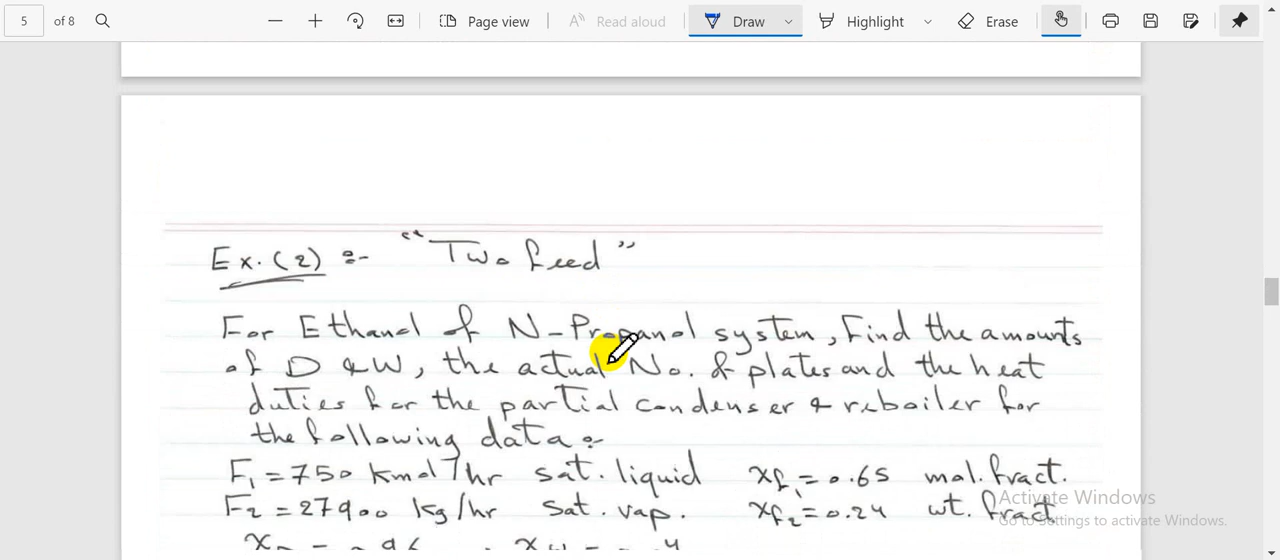 5 of 8 Page view Read aloud Draw Highlight Erase
Ex. (2) :- "Two feed"
For Ethanol of N-Propanol system, Find the amounts
of D & W, the actual No. of plates and the heat
duties for the partial condenser & reboiler for
the following data :-
F1 = 750 kmol/hr sat. liquid xf1 = 0.65 mol. fract.
F2 = 27900 kg/hr sat. vap. xf2 = 0.24 wt. fract
Activate Windows
Go to Settings to activate Windows.